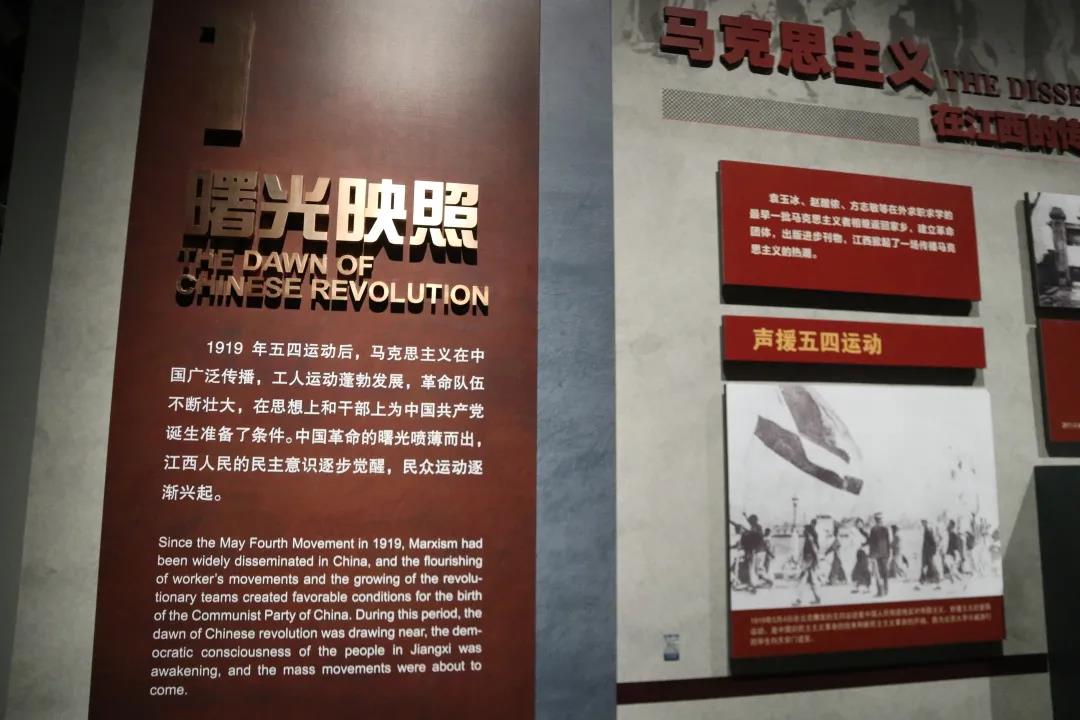 曙光映照
THE DAWN OF
CHINESE REVOLUTION
1919 年五四运动后，马克思主义在中
国广泛传播，工人运动蓬勃发展，革命队伍
不断壮大，在思想上和干部上为中国共产党
诞生准备了条件。中国革命的曙光喷薄而出，
江西人民的民主意识逐步觉醒，民众运动逐
渐兴起。
Since the May Fourth Movement in 1919, Marxism had
been widely disseminated in China, and the flourishing
of worker's movements and the growing of the revolu-
tionary teams created favorable conditions for the birth
of the Communist Party of China. During this period, the
dawn of Chinese revolution was drawing near, the dem-
ocratic consciousness of the people in Jiangxi was
awakening, and the mass movements were about to
come.
马克思主义
THE DISSE
在江西的传
袁玉冰、赵醒侬、方志敏等在外求职求学的
最早一批马克思主义者相继返回家乡，建立革命
团体，出版进步刊物，江西掀起了一场传播马克
思主义的热潮。
声援五四运动